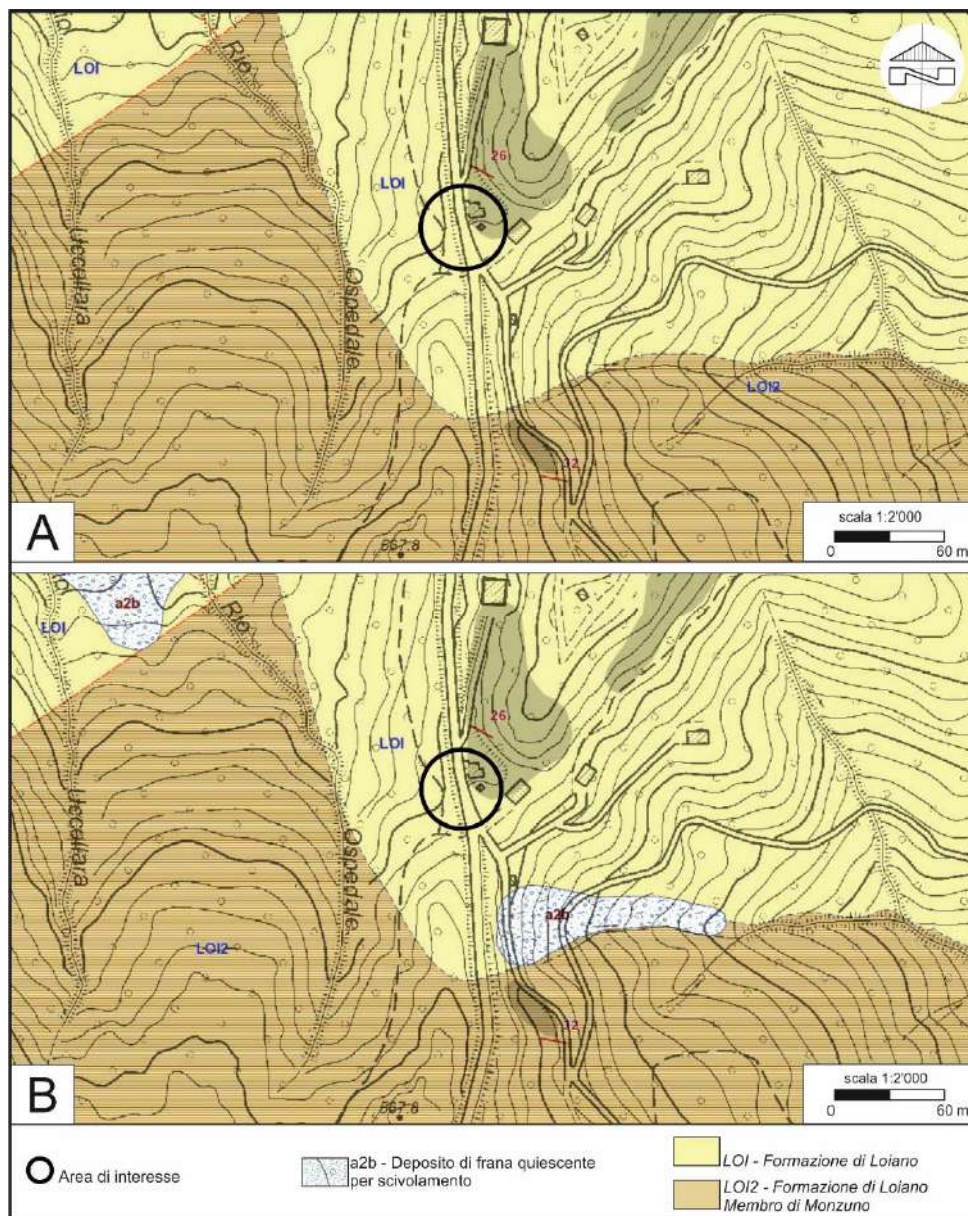 LOI
Rio
LOI
26
Uccelliara
Ospedale
LOI2
12
867.8
A
scala 1:2'000
0 60 m
a2b
LOI
Rio
LOI
26
Uccelliara
Ospedale
a2b
LOI2
12
867.8
B
scala 1:2'000
0 60 m
Area di interesse
a2b - Deposito di frana quiescente
per scivolamento
LOI - Formazione di Loiano
LOI2 - Formazione di Loiano
Membro di Monzuno